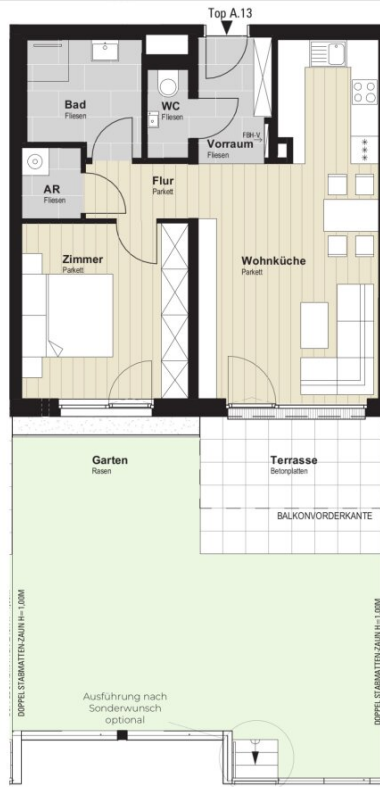 Top A.13
Bad
Fliesen
WC
Fliesen
FBH-V.
Vorraum
Fliesen
AR
Fliesen
Flur
Parkett
Zimmer
Parkett
Wohnküche
Parkett
Garten
Rasen
Terrasse
Betonplatten
BALKONVORDERKANTE
DOPPEL STABMATTEN-ZAUN H=1,00M
DOPPEL STABMATTEN-ZAUN H=1,00M
Ausführung nach
Sonderwunsch
optional